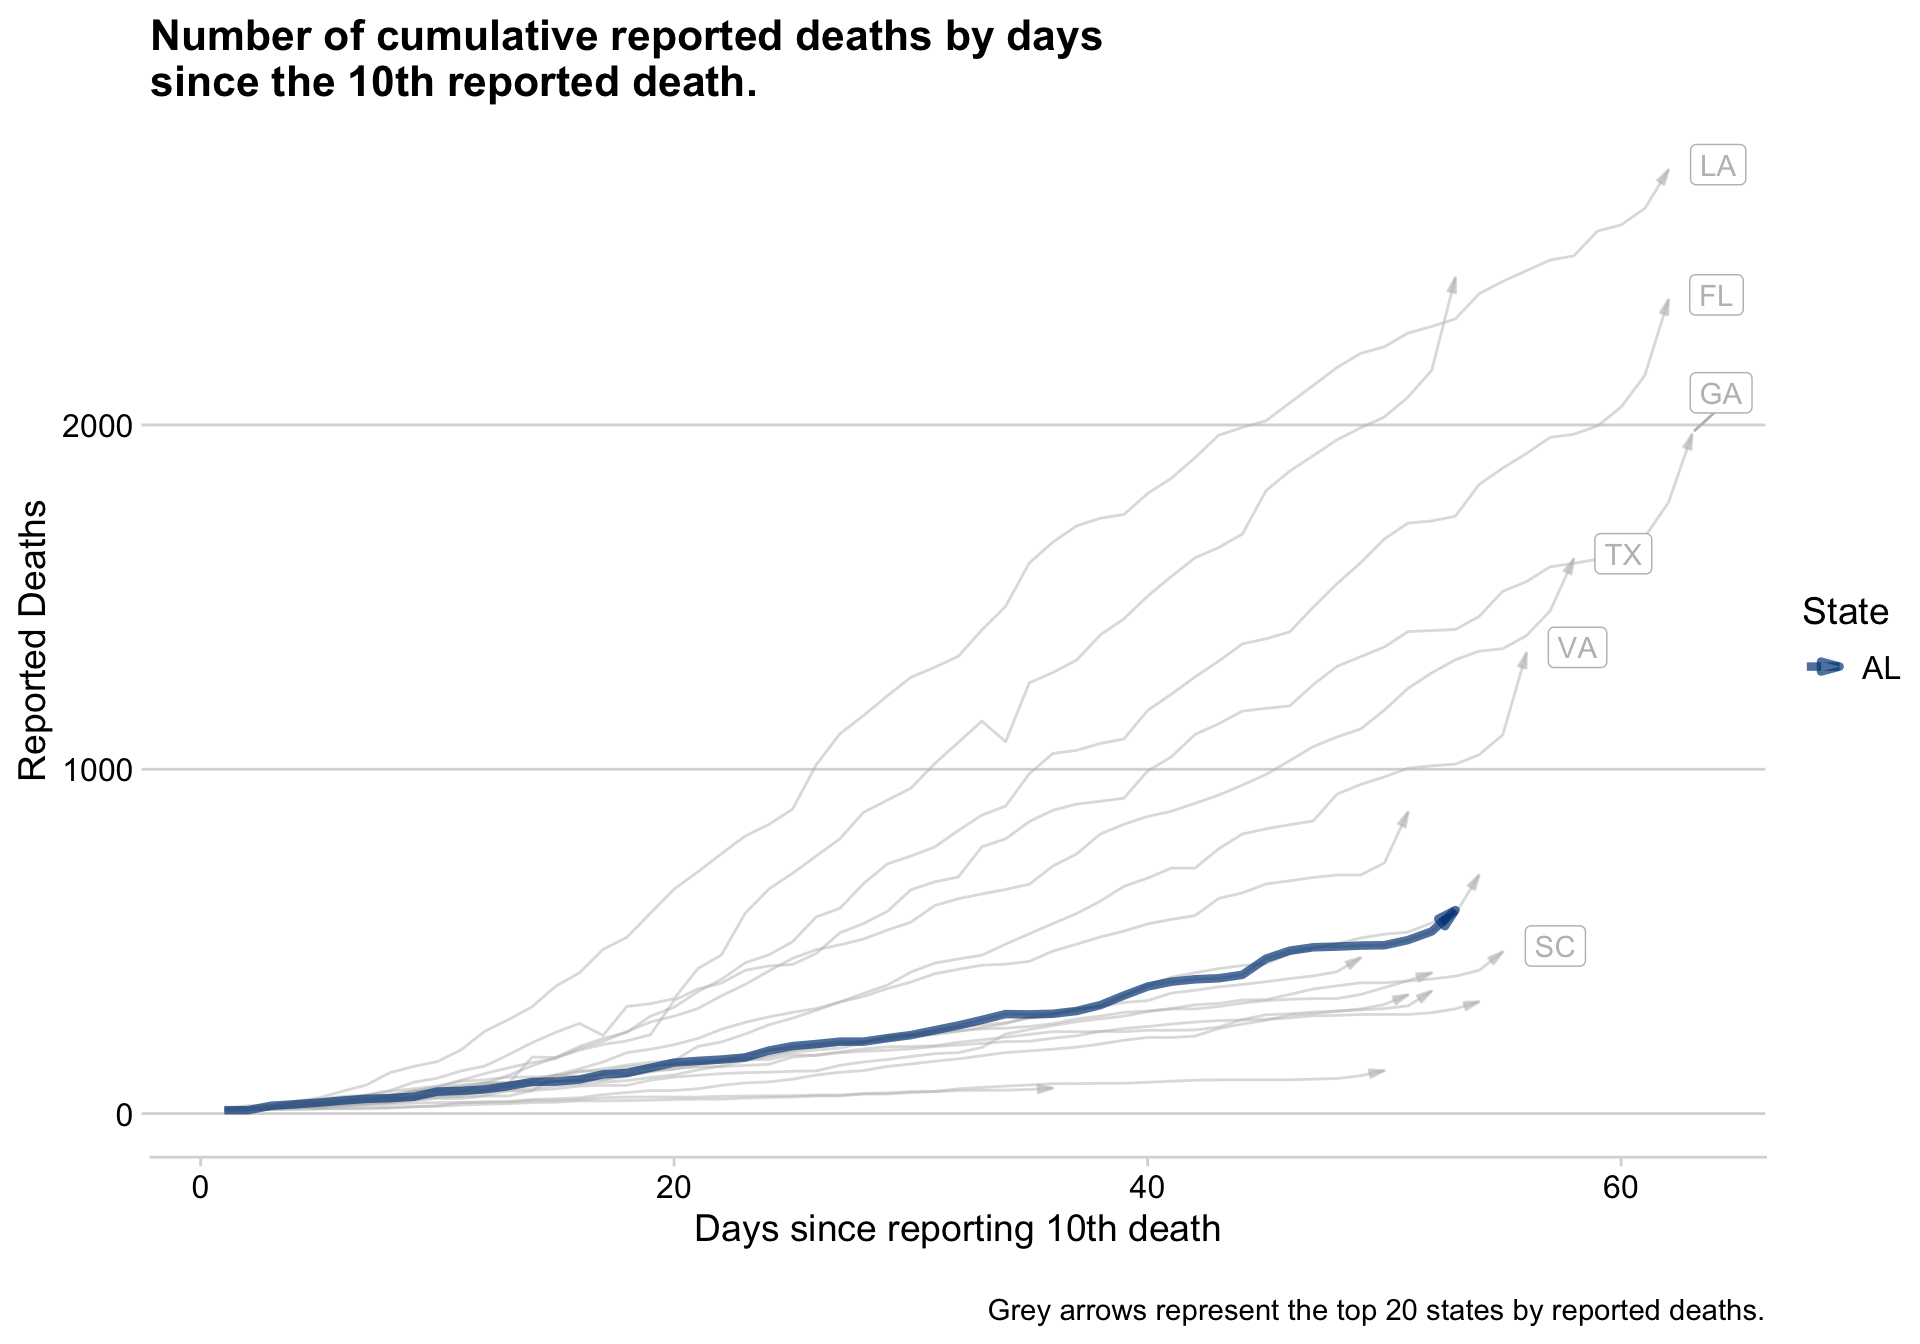 Number of cumulative reported deaths by days
since the 10th reported death.
LA
FL
GA
2000
TX
VA
Reported Deaths
State
AL
1000
SC
0
0 20 40 60
Days since reporting 10th death
Grey arrows represent the top 20 states by reported deaths.